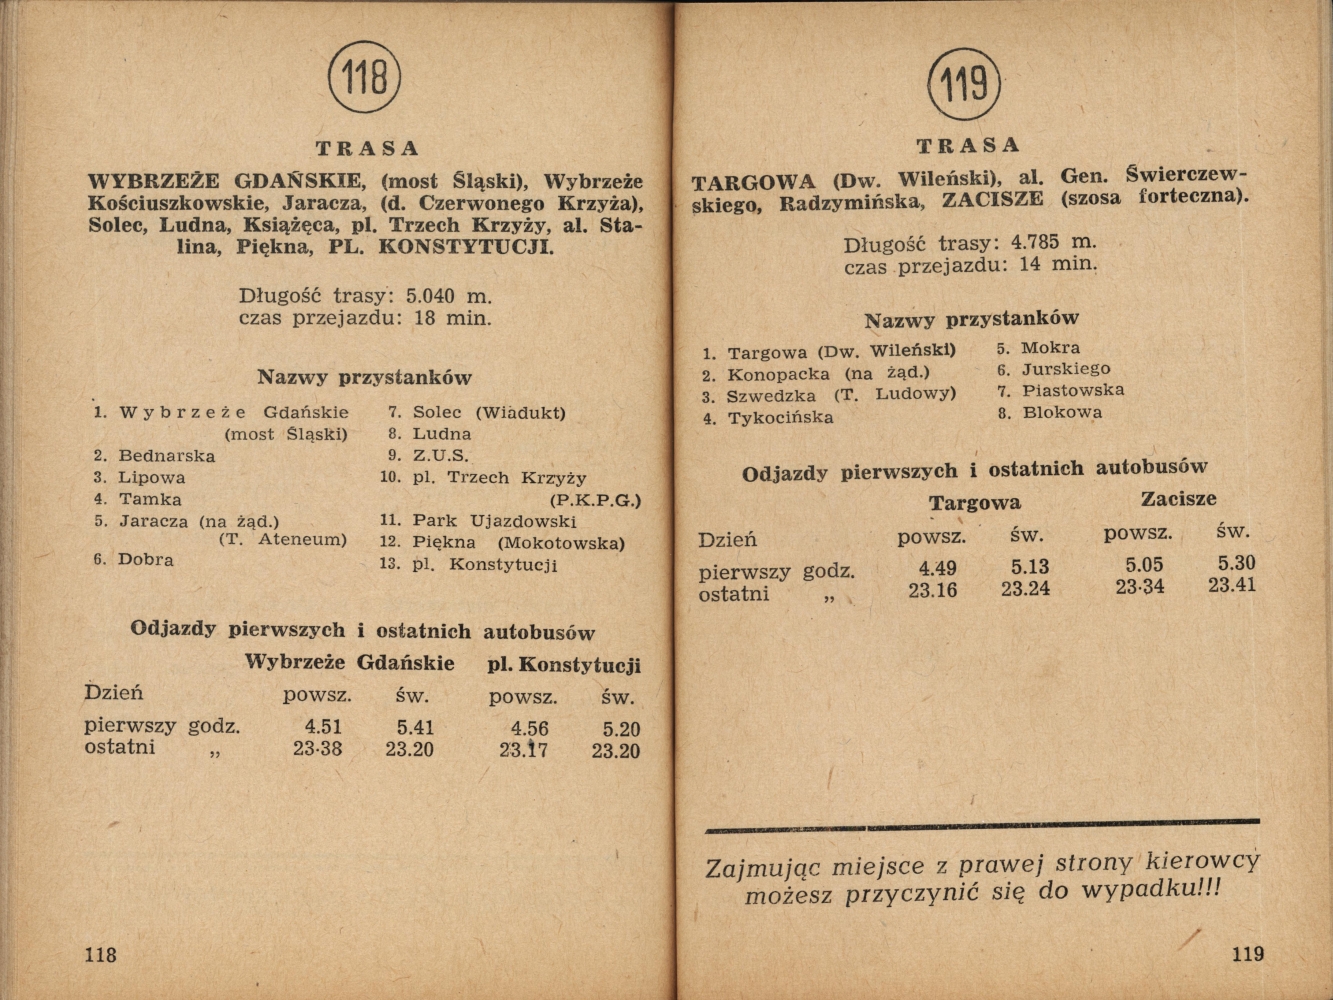 118
TRASA
WYBRZEŻE GDAŃSKIE, (most Śląski), Wybrzeże
Kościuszkowskie, Jaracza, (d. Czerwonego Krzyża),
Solec, Ludna, Książęca, pl. Trzech Krzyży, al. Sta-
lina, Piękna, PL. KONSTYTUCJI.
Długość trasy: 5.040 m.
czas przejazdu: 18 min.
Nazwy przystanków
1. Wybrzeże Gdańskie
(most Śląski)
2. Bednarska
3. Lipowa
4. Tamka
5. Jaracza (na żąd.)
(T. Ateneum)
6. Dobra
7. Solec (Wiadukt)
8. Ludna
9. Z.U.S.
10. pl. Trzech Krzyży
(P.K.P.G.)
11. Park Ujazdowski
12. Piękna (Mokotowska)
13. pl. Konstytucji
Odjazdy pierwszych i ostatnich autobusów
Wybrzeże Gdańskie pl. Konstytucji
Dzień powsz. św. powsz. św.
pierwszy godz. 4.51 5.41 4.56 5.20
ostatni „ 23·38 23.20 23.17 23.20
118
119
TRASA
TARGOWA (Dw. Wileński), al. Gen. Świerczew-
skiego, Radzymińska, ZACISZE (szosa forteczna).
Długość trasy: 4.785 m.
czas przejazdu: 14 min.
Nazwy przystanków
1. Targowa (Dw. Wileński)
2. Konopacka (na żąd.)
3. Szwedzka (T. Ludowy)
4. Tykocińska
5. Mokra
6. Jurskiego
7. Piastowska
8. Blokowa
Odjazdy pierwszych i ostatnich autobusów
Targowa Zacisze
Dzień powsz. św. powsz. św.
pierwszy godz. 4.49 5.13 5.05 5.30
ostatni „ 23.16 23.24 23·34 23.41
Zajmując miejsce z prawej strony kierowcy
możesz przyczynić się do wypadku!!!
119